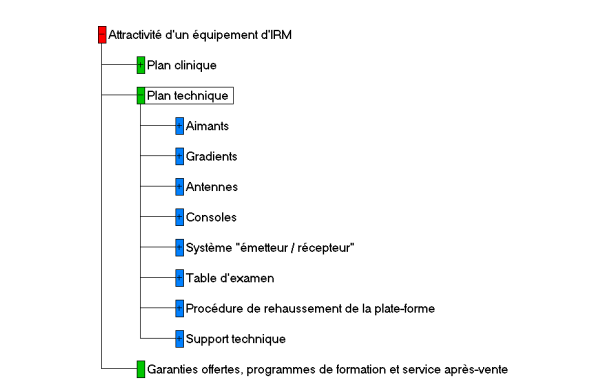 Attractivité d'un équipement d'IRM
Plan clinique
Plan technique
Aimants
Gradients
Antennes
Consoles
Système "émetteur / récepteur"
Table d'examen
Procédure de rehaussement de la plate-forme
Support technique
Garanties offertes, programmes de formation et service après-vente